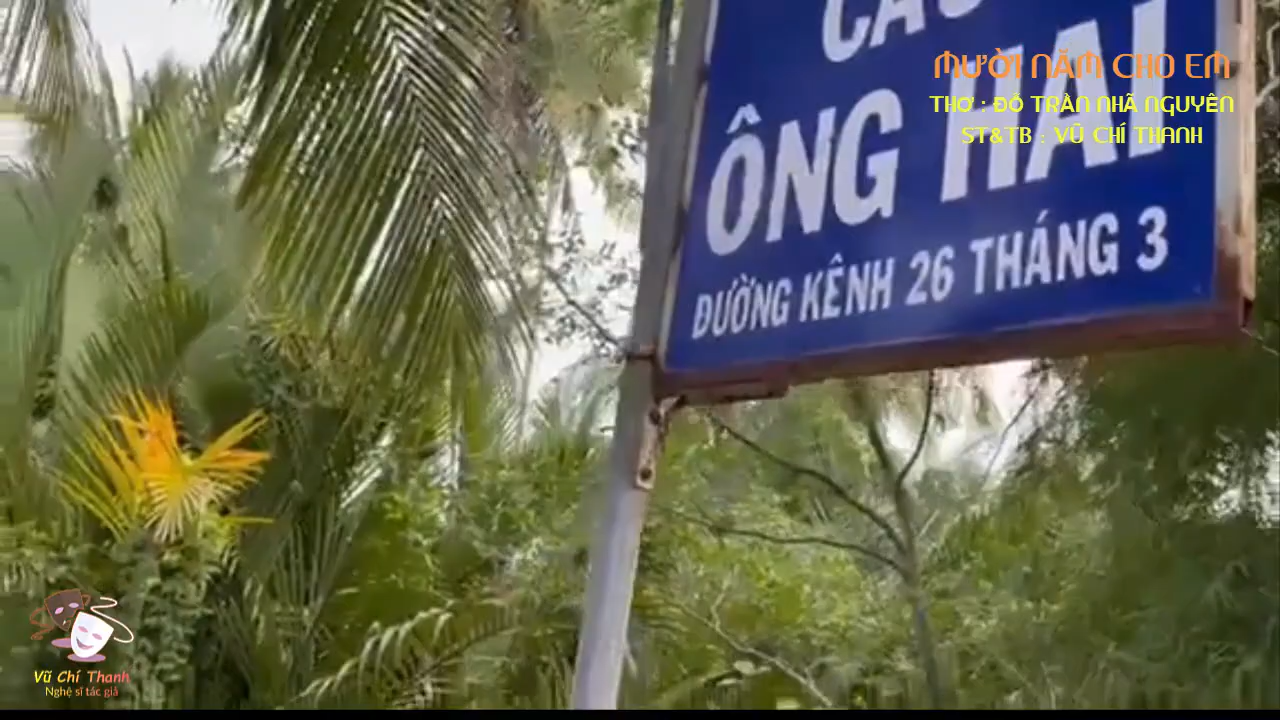 CẦU
ÔNG HAI
ĐƯỜNG KÊNH 26 THÁNG 3
MƯỜI NĂM CHO EM
THƠ : ĐỖ TRẦN NHÃ NGUYÊN
ST&TB : VŨ CHÍ THANH
Vũ Chí Thanh
Nghệ sĩ tác giả